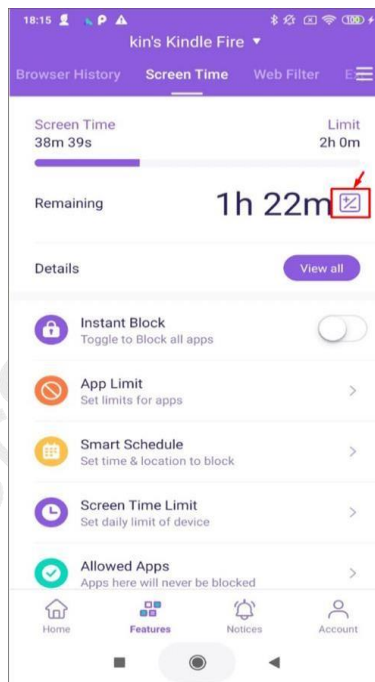 18:15 100
kin's Kindle Fire
Browser History Screen Time Web Filter
Screen Time Limit
38m 39s 2h 0m
Remaining 1h 22m
Details View all
Instant Block
Toggle to Block all apps
App Limit
Set limits for apps
Smart Schedule
Set time & location to block
Screen Time Limit
Set daily limit of device
Allowed Apps
Apps here will never be blocked
Home Features Notices Account